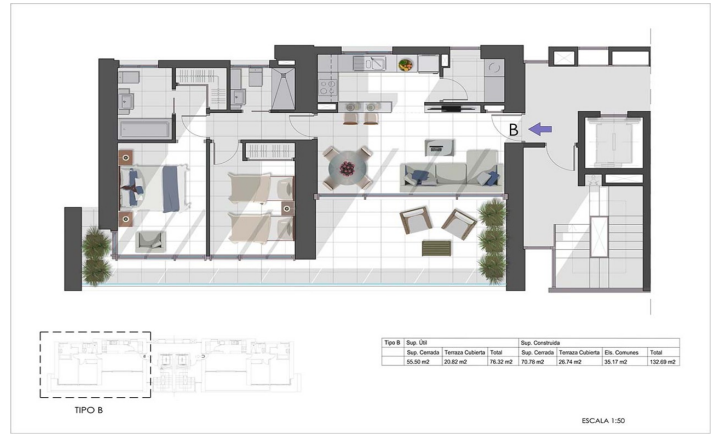 B
Tipo B Sup. Útil Sup. Construida
Sup. Cerrada Terraza Cubierta Total Sup. Cerrada Terraza Cubierta Els. Comunes Total
55.50 m2 20.82 m2 76.32 m2 70.78 m2 26.74 m2 35.17 m2 132.69 m2
TIPO B
ESCALA 1:50